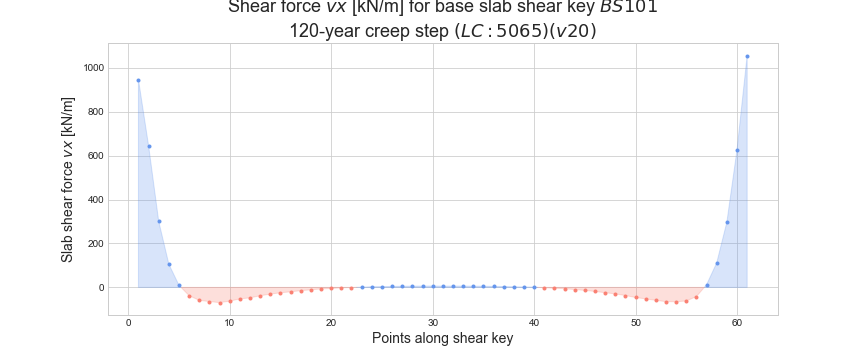 Shear force vx [kN/m] for base slab shear key BS101
120-year creep step (LC : 5065)(v20)
Slab shear force vx [kN/m]
1000
800
600
400
200
0
0 10 20 30 40 50 60
Points along shear key